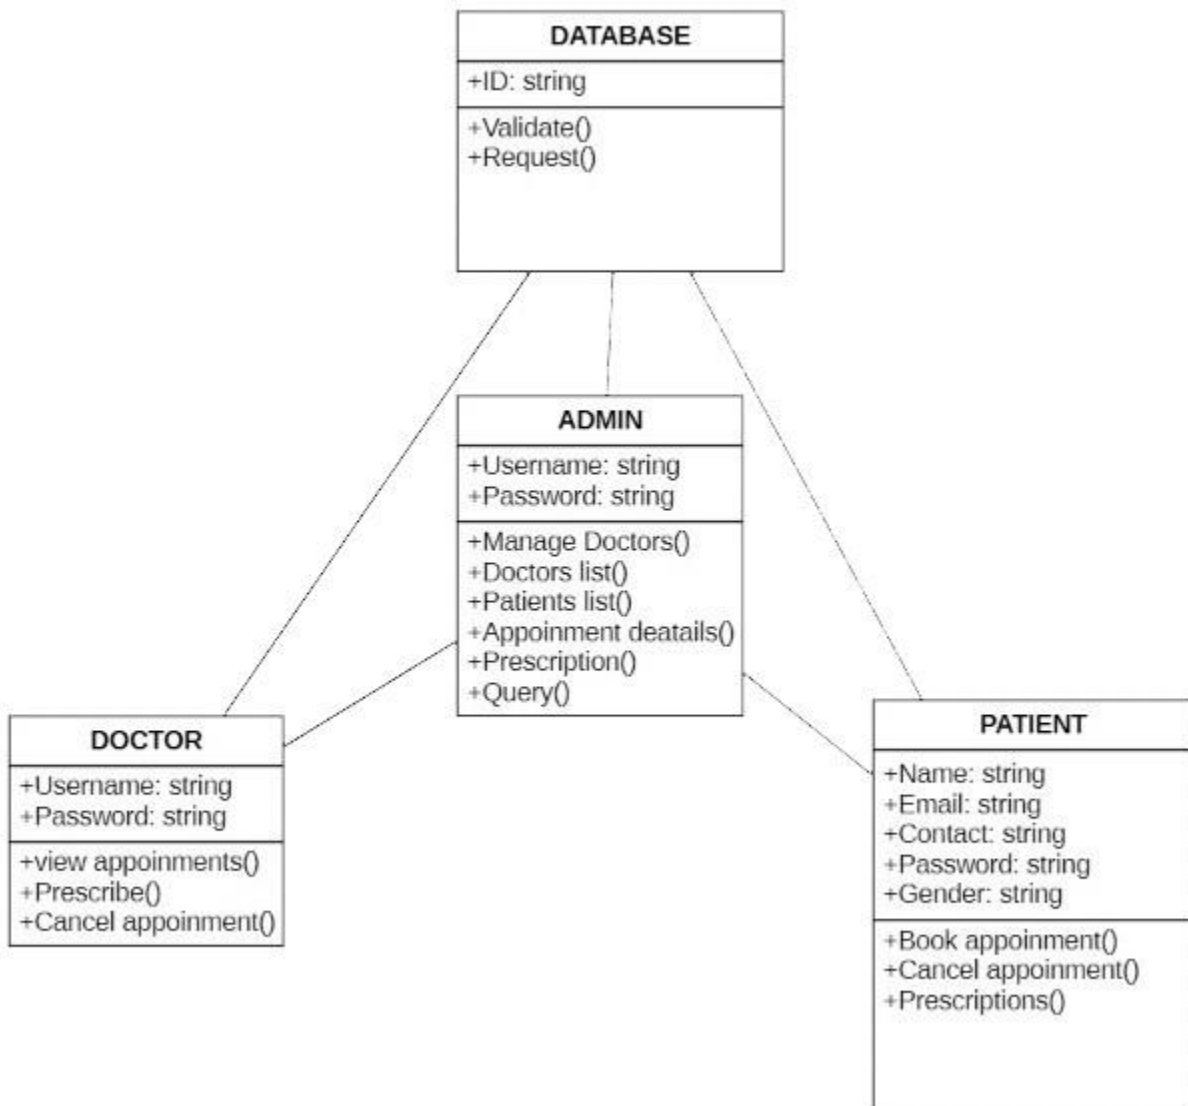 DATABASE
+ID: string
+Validate()
+Request()
ADMIN
+Username: string
+Password: string
+Manage Doctors()
+Doctors list()
+Patients list()
+Appoinment deatails()
+Prescription()
+Query()
DOCTOR
+Username: string
+Password: string
+view appoinments()
+Prescribe()
+Cancel appoinment()
PATIENT
+Name: string
+Email: string
+Contact: string
+Password: string
+Gender: string
+Book appoinment()
+Cancel appoinment()
+Prescriptions()